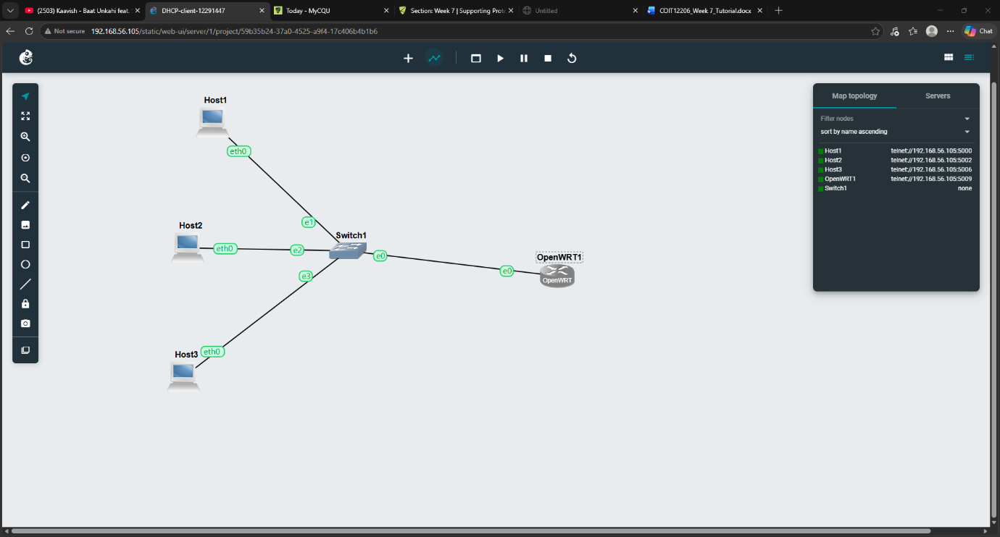 (2503) Kaavish - Baat Unkahi feat.
DHCP-client-12291447
Today - MyCQU
Section: Week 7 | Supporting Proto
Untitled
COIT12206_Week 7_Tutorial.docx
Not secure
192.168.56.105/static/web-ui/server/1/project/59b35b24-37a0-4525-a9f4-17c406b4b1b6
Chat
Map topology
Servers
Filter nodes
sort by name ascending
Host1 telnet://192.168.56.105:5000
Host2 telnet://192.168.56.105:5002
Host3 telnet://192.168.56.105:5006
OpenWRT1 telnet://192.168.56.105:5009
Switch1 none
Host1
eth0
e1
Host2
eth0
e2
Switch1
e0
e3
e0
OpenWRT1
OpenWRT
Host3
eth0